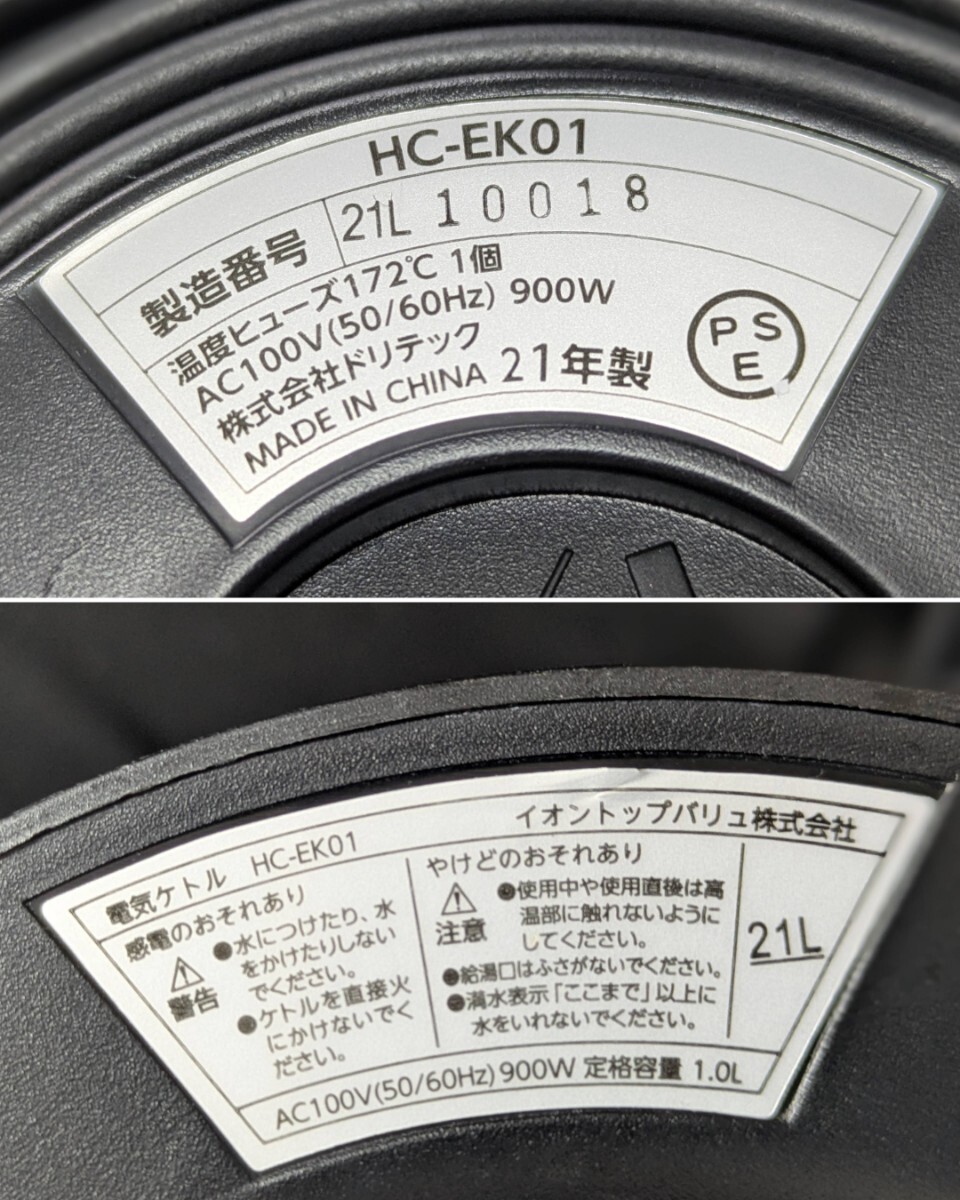 HC-EK01
製造番号 21L 10018
温度ヒューズ172℃ 1個
AC100V(50/60Hz) 900W
株式会社ドリテック
MADE IN CHINA 21年製
PSE
電気ケトル HC-EK01 イオントップバリュ株式会社
感電のおそれあり
警告
●水につけたり、水
をかけたりしない
でください。
●ケトルを直接火
にかけないでく
ださい。
やけどのおそれあり
注意
●使用中や使用直後は高
温部に触れないように
してください。
●給湯口はふさがないでください。
●満水表示「ここまで」以上に
水をいれないでください。
21L
AC100V(50/60Hz) 900W 定格容量 1.0L